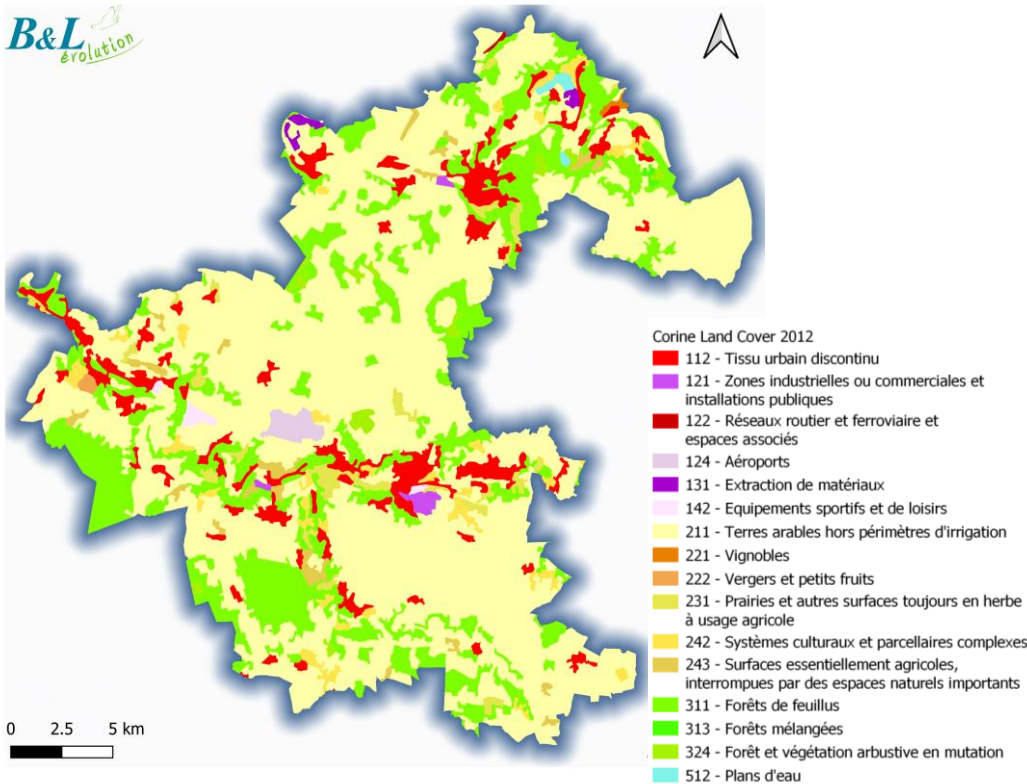 B&L
évolution
Corine Land Cover 2012
112 - Tissu urbain discontinu
121 - Zones industrielles ou commerciales et
installations publiques
122 - Réseaux routier et ferroviaire et
espaces associés
124 - Aéroports
131 - Extraction de matériaux
142 - Equipements sportifs et de loisirs
211 - Terres arables hors périmètres d'irrigation
221 - Vignobles
222 - Vergers et petits fruits
231 - Prairies et autres surfaces toujours en herbe
à usage agricole
242 - Systèmes culturaux et parcellaires complexes
243 - Surfaces essentiellement agricoles,
interrompues par des espaces naturels importants
311 - Forêts de feuillus
313 - Forêts mélangées
324 - Forêt et végétation arbustive en mutation
512 - Plans d'eau
0 2.5 5 km